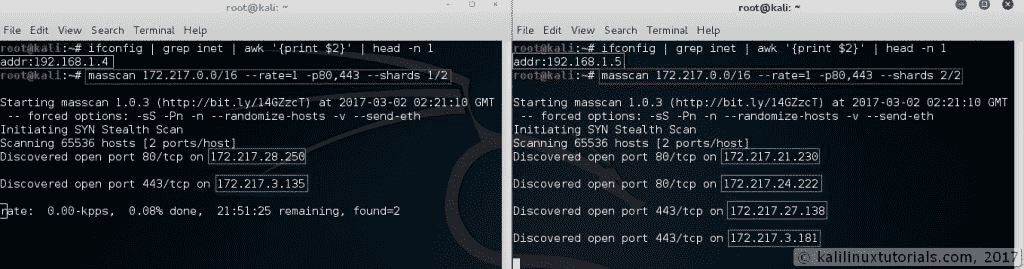 root@kali: ~
File Edit View Search Terminal Help
root@kali:~# ifconfig | grep inet | awk '{print $2}' | head -n 1
addr:192.168.1.4
root@kali:~# masscan 172.217.0.0/16 --rate=1 -p80,443 --shards 1/2
Starting masscan 1.0.3 (http://bit.ly/14GZzcT) at 2017-03-02 02:21:10 GMT
-- forced options: -sS -Pn -n --randomize-hosts -v --send-eth
Initiating SYN Stealth Scan
Scanning 65536 hosts [2 ports/host]
Discovered open port 80/tcp on 172.217.28.250
Discovered open port 443/tcp on 172.217.3.135
rate: 0.00-kpps, 0.08% done, 21:51:25 remaining, found=2
root@kali: ~
File Edit View Search Terminal Help
root@kali:~# ifconfig | grep inet | awk '{print $2}' | head -n 1
addr:192.168.1.5
root@kali:~# masscan 172.217.0.0/16 --rate=1 -p80,443 --shards 2/2
Starting masscan 1.0.3 (http://bit.ly/14GZzcT) at 2017-03-02 02:21:10 GMT
-- forced options: -sS -Pn -n --randomize-hosts -v --send-eth
Initiating SYN Stealth Scan
Scanning 65536 hosts [2 ports/host]
Discovered open port 80/tcp on 172.217.21.230
Discovered open port 80/tcp on 172.217.24.222
Discovered open port 443/tcp on 172.217.27.138
Discovered open port 443/tcp on 172.217.3.181
© kalilinuxtutorials.com, 2017